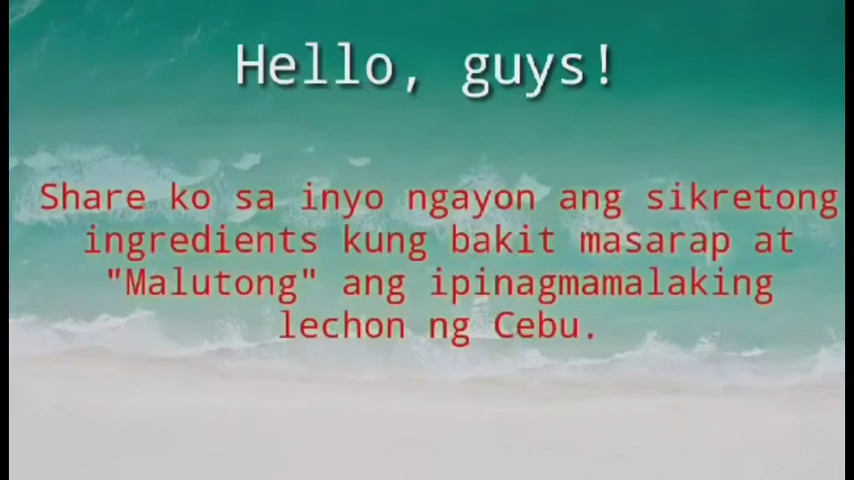 Hello, guys!
Share ko sa inyo ngayon ang sikretong
ingredients kung bakit masarap at
"Malutong" ang ipinagmamalaking
lechon ng Cebu.